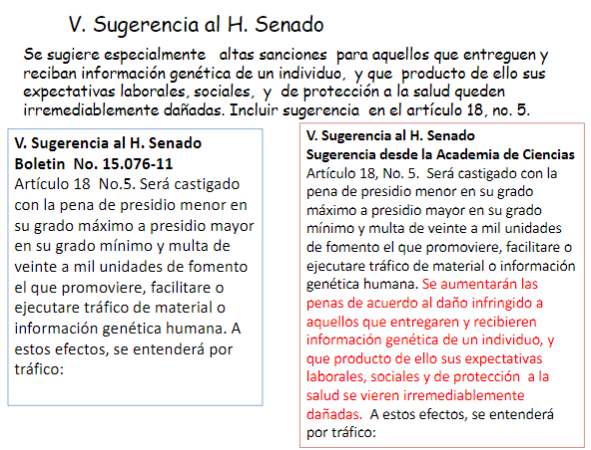 V. Sugerencia al H. Senado
Se sugiere especialmente altas sanciones para aquellos que entreguen y
reciban información genética de un individuo, y que producto de ello sus
expectativas laborales, sociales, y de protección a la salud queden
irremediablemente dañadas. Incluir sugerencia en el artículo 18, no. 5.
V. Sugerencia al H. Senado
Boletin No. 15.076-11
Artículo 18 No.5. Será castigado
con la pena de presidio menor en
su grado máximo a presidio mayor
en su grado mínimo y multa de
veinte a mil unidades de fomento
el que promoviere, facilitare o
ejecutare tráfico de material o
información genética humana. A
estos efectos, se entenderá por
tráfico:
V. Sugerencia al H. Senado
Sugerencia desde la Academia de Ciencias
Artículo 18, No. 5. Será castigado con la
pena de presidio menor en su grado
máximo a presidio mayor en su grado
mínimo y multa de veinte a mil unidades
de fomento el que promoviere, facilitare o
ejecutare tráfico de material o información
genética humana. Se aumentarán las
penas de acuerdo al daño infringido a
aquellos que entregaren y recibieren
información genética de un individuo, y
que producto de ello sus expectativas
laborales, sociales y de protección a la
salud se vieren irremediablemente
dañadas. A estos efectos, se entenderá
por tráfico: